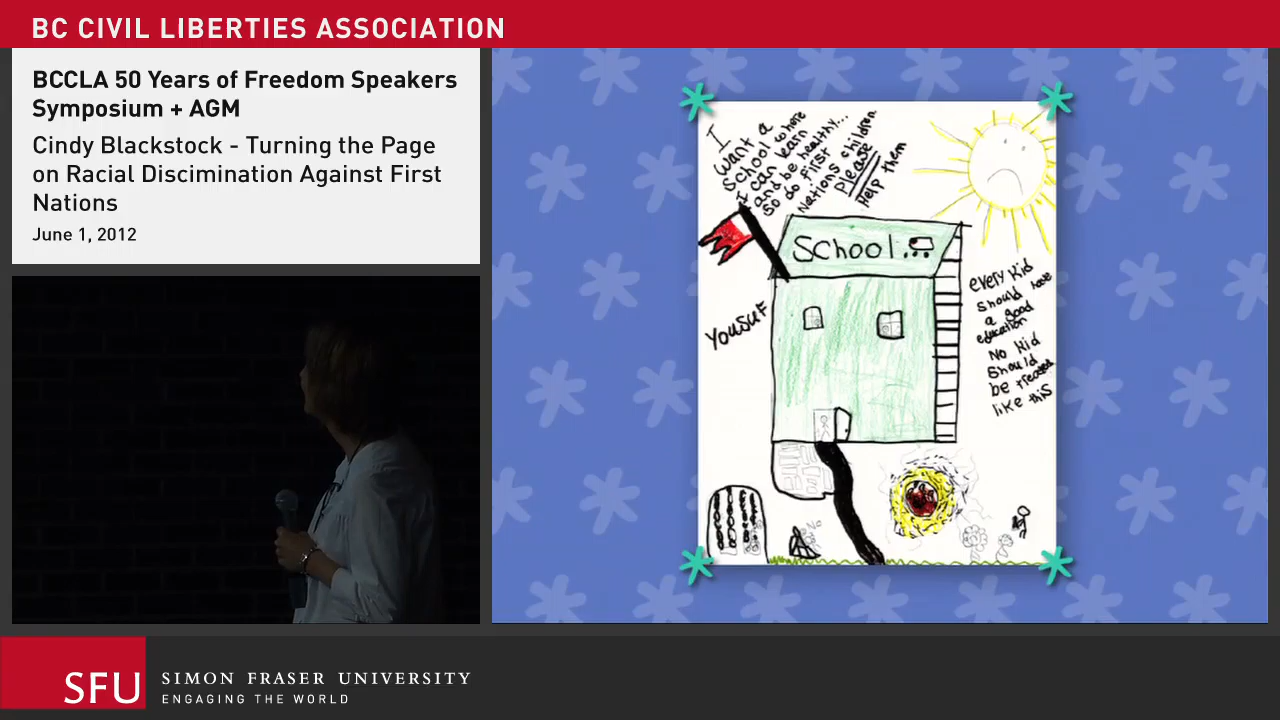 BC CIVIL LIBERTIES ASSOCIATION
BCCLA 50 Years of Freedom Speakers
Symposium + AGM
Cindy Blackstock - Turning the Page
on Racial Discrimination Against First
Nations
June 1, 2012
I
want a
school where
I can learn
and be healthy...
so do first
nations children
please
Help them
School
Yousuf
every kid
should have
a good
education
No kid
should
be treated
like this
No
SFU
SIMON FRASER UNIVERSITY
ENGAGING THE WORLD